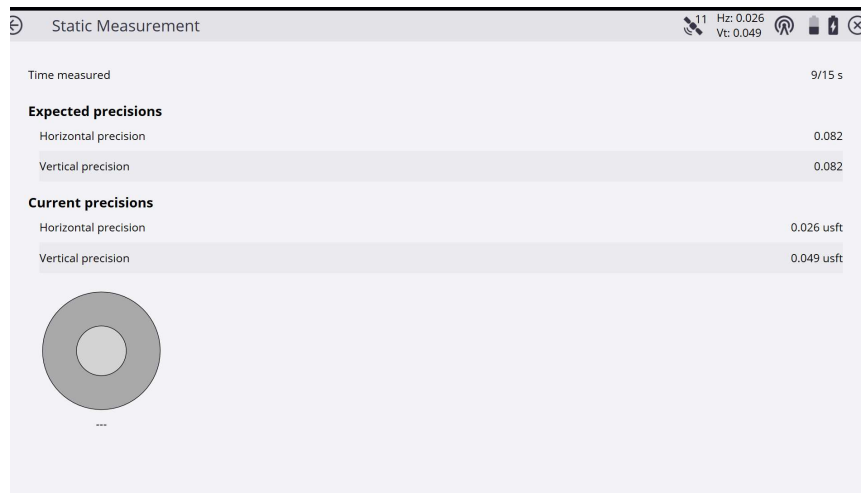 Static Measurement
11
Hz: 0.026
Vt: 0.049
Time measured 9/15 s
Expected precisions
Horizontal precision 0.082
Vertical precision 0.082
Current precisions
Horizontal precision 0.026 usft
Vertical precision 0.049 usft
---